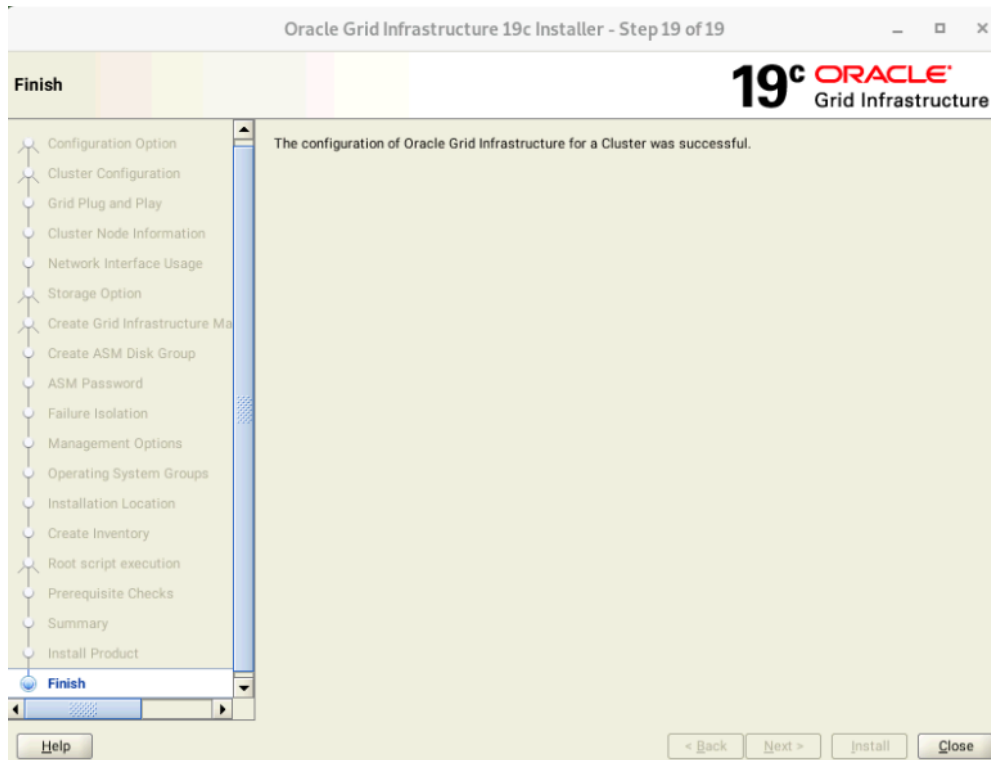 Oracle Grid Infrastructure 19c Installer - Step 19 of 19
Finish
19c ORACLE
Grid Infrastructure
Configuration Option
Cluster Configuration
Grid Plug and Play
Cluster Node Information
Network Interface Usage
Storage Option
Create Grid Infrastructure Ma
Create ASM Disk Group
ASM Password
Failure Isolation
Management Options
Operating System Groups
Installation Location
Create Inventory
Root script execution
Prerequisite Checks
Summary
Install Product
Finish
The configuration of Oracle Grid Infrastructure for a Cluster was successful.
Help
< Back
Next >
Install
Close